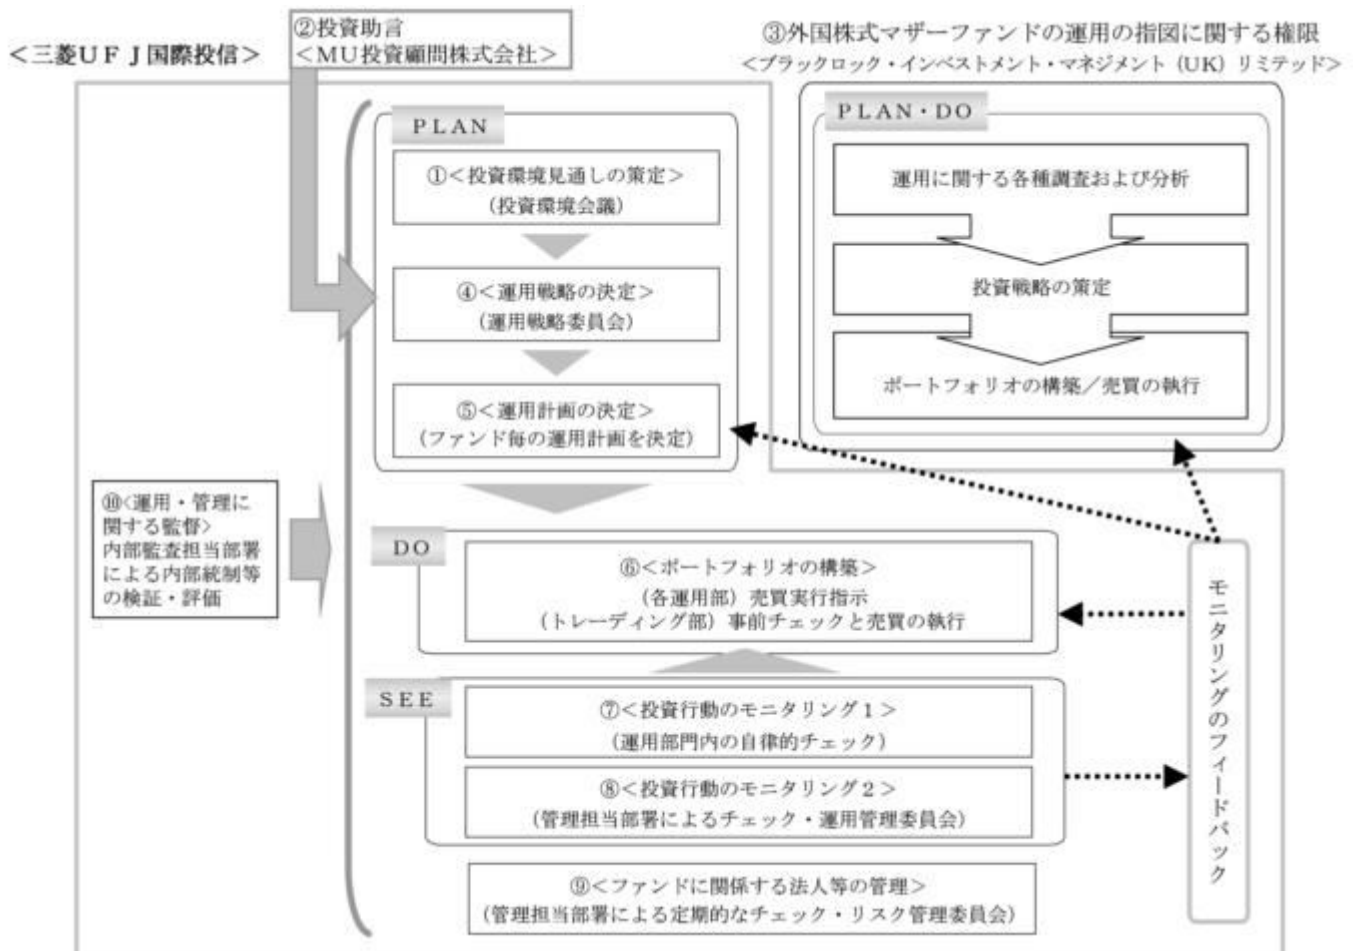 ②投資助言
<MU投資顧問株式会社>
<三菱UFJ国際投信>
③外国株式マザーファンドの運用の指図に関する権限
<ブラックロック・インベストメント・マネジメント(UK)リミテッド>
PLAN
①<投資環境見通しの策定>
(投資環境会議)
④<運用戦略の決定>
(運用戦略委員会)
⑤<運用計画の決定>
(ファンド毎の運用計画を決定)
PLAN・DO
運用に関する各種調査および分析
投資戦略の策定
ポートフォリオの構築/売買の執行
⑩<運用・管理に
関する監督>
内部監査担当部署
による内部統制等
の検証・評価
DO
⑥<ポートフォリオの構築>
(各運用部)売買実行指示
(トレーディング部)事前チェックと売買の執行
SEE
⑦<投資行動のモニタリング1>
(運用部門内の自律的チェック)
⑧<投資行動のモニタリング2>
(管理担当部署によるチェック・運用管理委員会)
⑨<ファンドに関係する法人等の管理>
(管理担当部署による定期的なチェック・リスク管理委員会)
モニタリングのフィードバック